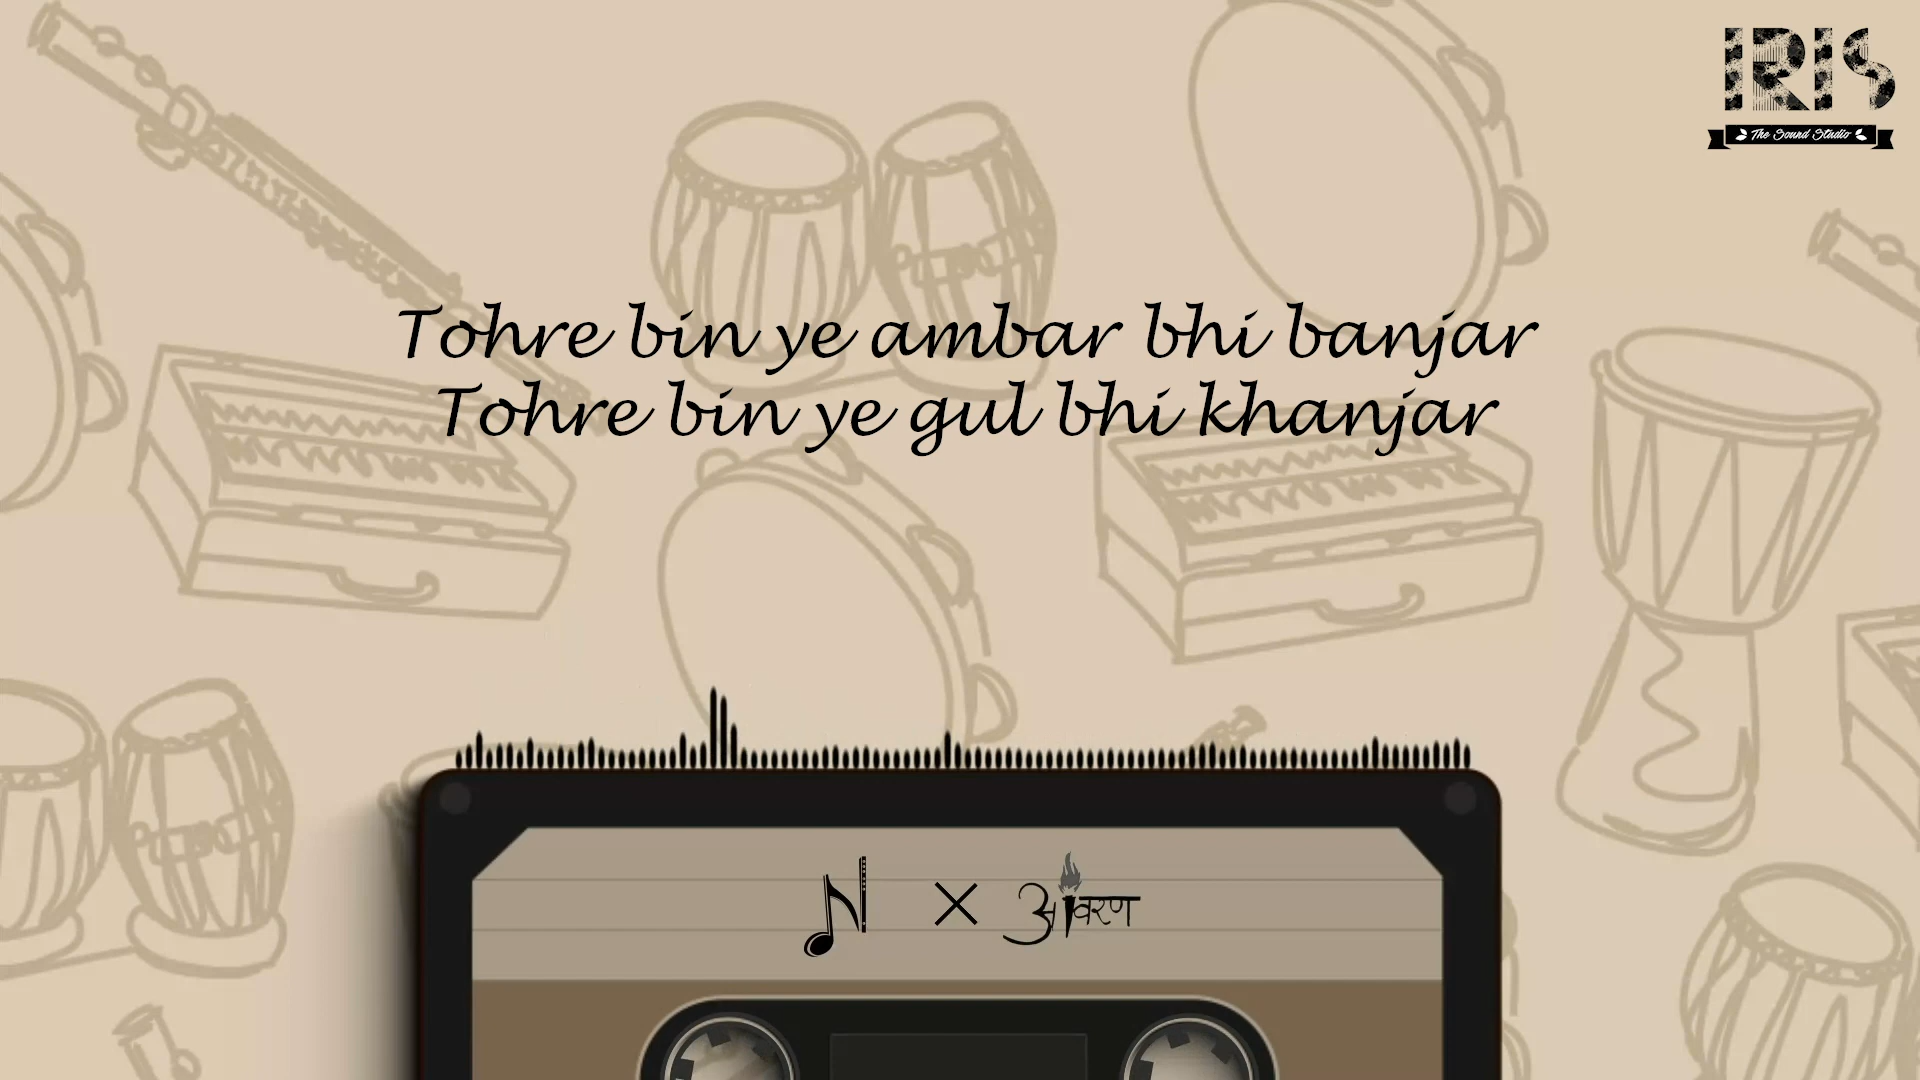 IRIS
The Sound Studio
Tohre bin ye ambar bhi banjar
Tohre bin ye gul bhi khanjar
N × आवरण